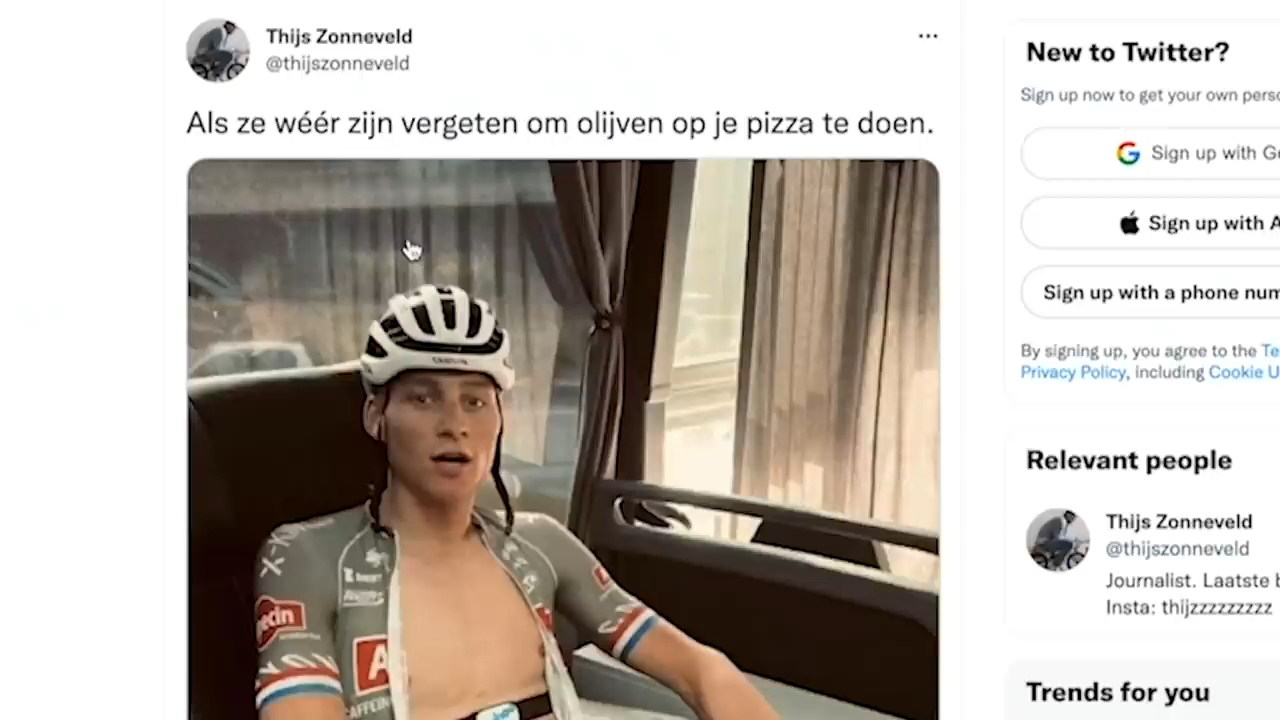 Thijs Zonneveld
@thijszonneveld
Als ze wéér zijn vergeten om olijven op je pizza te doen.
New to Twitter?
Sign up now to get your own perso
Sign up with Go
Sign up with A
Sign up with a phone num
By signing up, you agree to the Te
Privacy Policy, including Cookie U
Relevant people
Thijs Zonneveld
@thijszonneveld
Journalist. Laatste b
Insta: thijzzzzzzzzz
Trends for you